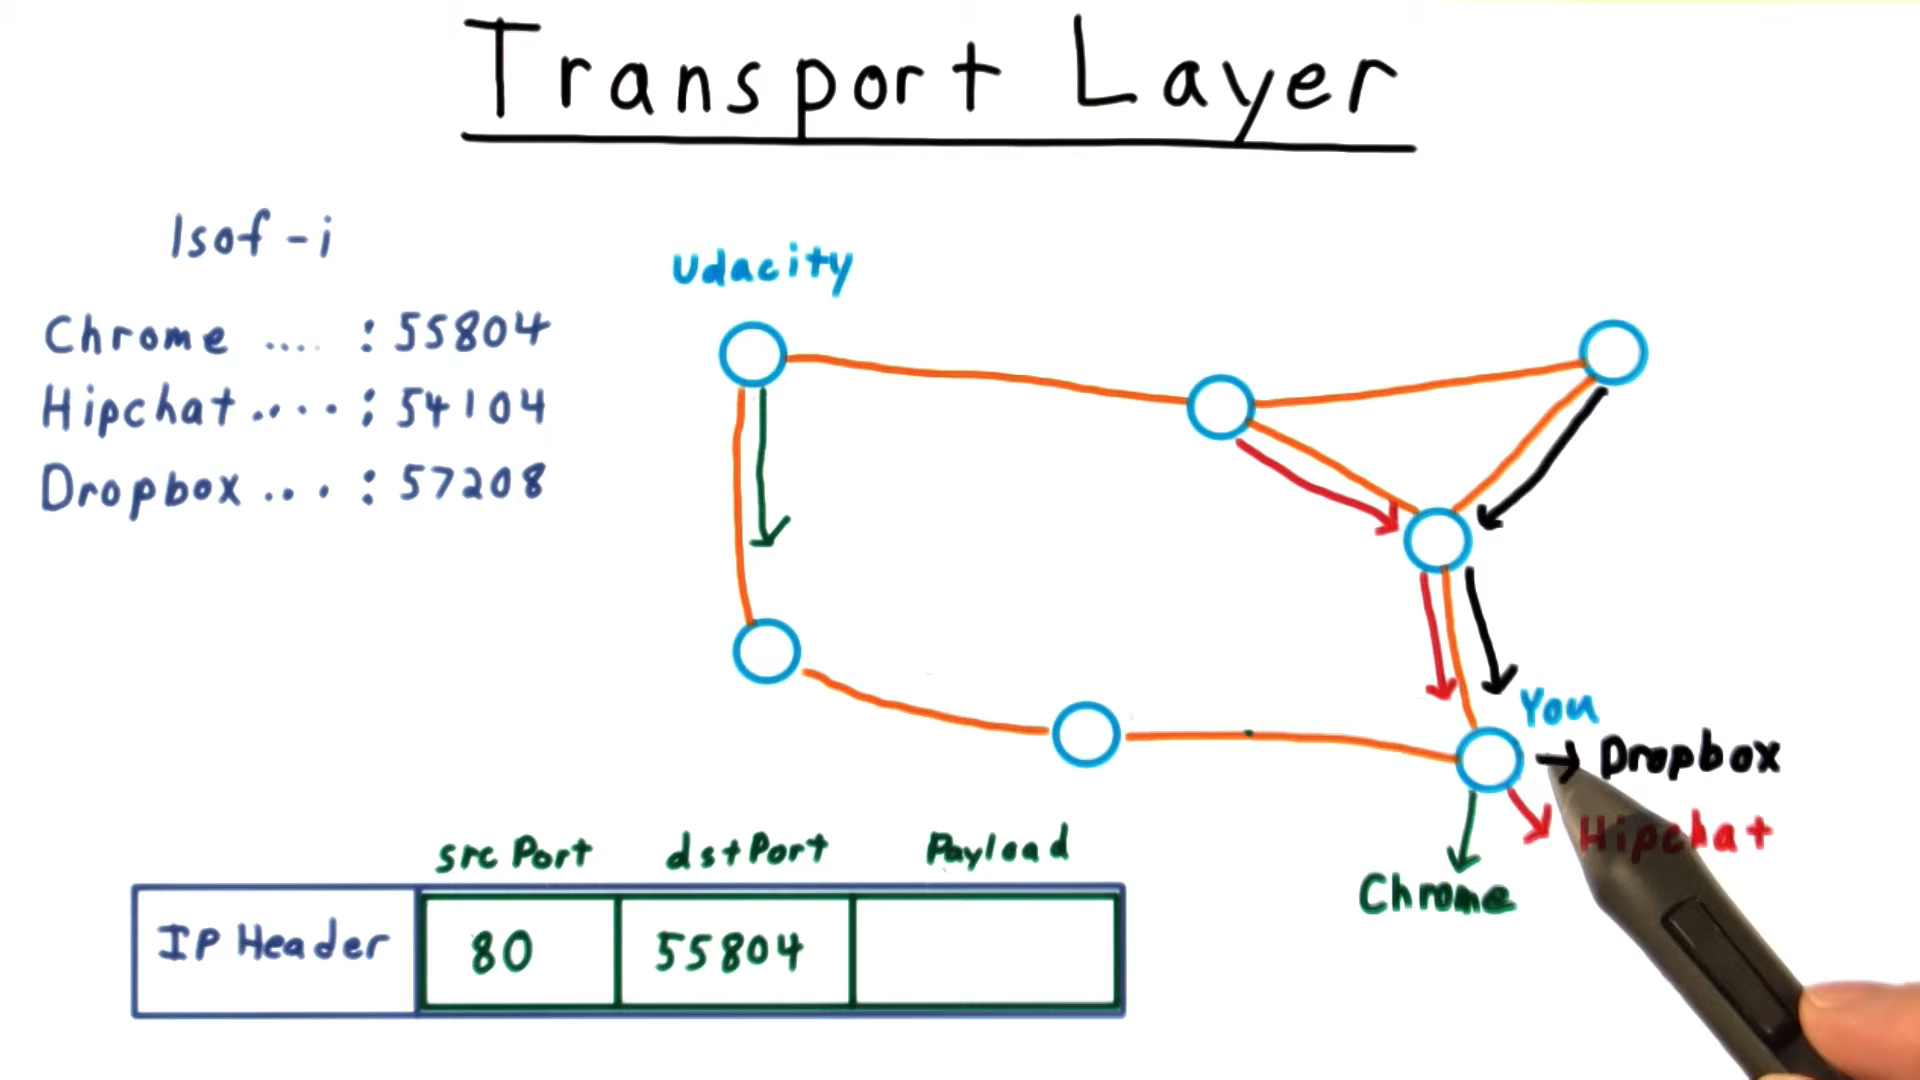 Transport Layer
lsof -i
Chrome .... : 55804
Hipchat .... : 54104
Dropbox ... . : 57208
Udacity
You
Dropbox
Hipchat
Chrome
src Port dst Port Payload
IP Header 80 55804